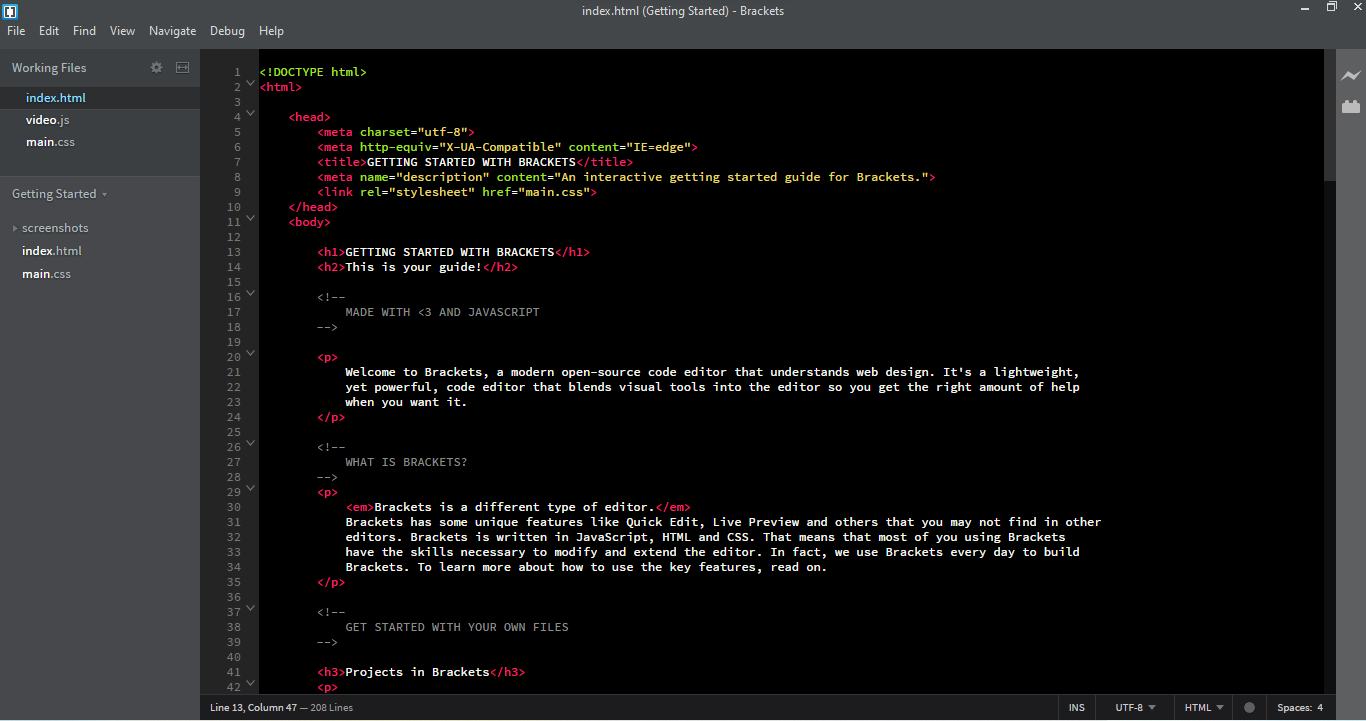 index.html (Getting Started) - Brackets
File Edit Find View Navigate Debug Help
Working Files
index.html
video.js
main.css
Getting Started
screenshots
index.html
main.css
1 <!DOCTYPE html>
2 <html>
3
4 <head>
5 <meta charset="utf-8">
6 <meta http-equiv="X-UA-Compatible" content="IE=edge">
7 <title>GETTING STARTED WITH BRACKETS</title>
8 <meta name="description" content="An interactive getting started guide for Brackets.">
9 <link rel="stylesheet" href="main.css">
10 </head>
11 <body>
12
13 <h1>GETTING STARTED WITH BRACKETS</h1>
14 <h2>This is your guide!</h2>
15
16 <!--
17 MADE WITH <3 AND JAVASCRIPT
18 -->
19
20 <p>
21 Welcome to Brackets, a modern open-source code editor that understands web design. It's a lightweight,
22 yet powerful, code editor that blends visual tools into the editor so you get the right amount of help
23 when you want it.
24 </p>
25
26 <!--
27 WHAT IS BRACKETS?
28 -->
29 <p>
30 <em>Brackets is a different type of editor.</em>
31 Brackets has some unique features like Quick Edit, Live Preview and others that you may not find in other
32 editors. Brackets is written in JavaScript, HTML and CSS. That means that most of you using Brackets
33 have the skills necessary to modify and extend the editor. In fact, we use Brackets every day to build
34 Brackets. To learn more about how to use the key features, read on.
35 </p>
36
37 <!--
38 GET STARTED WITH YOUR OWN FILES
39 -->
40
41 <h3>Projects in Brackets</h3>
42 <p>
Line 13, Column 47 — 208 Lines
INS UTF-8 HTML Spaces: 4